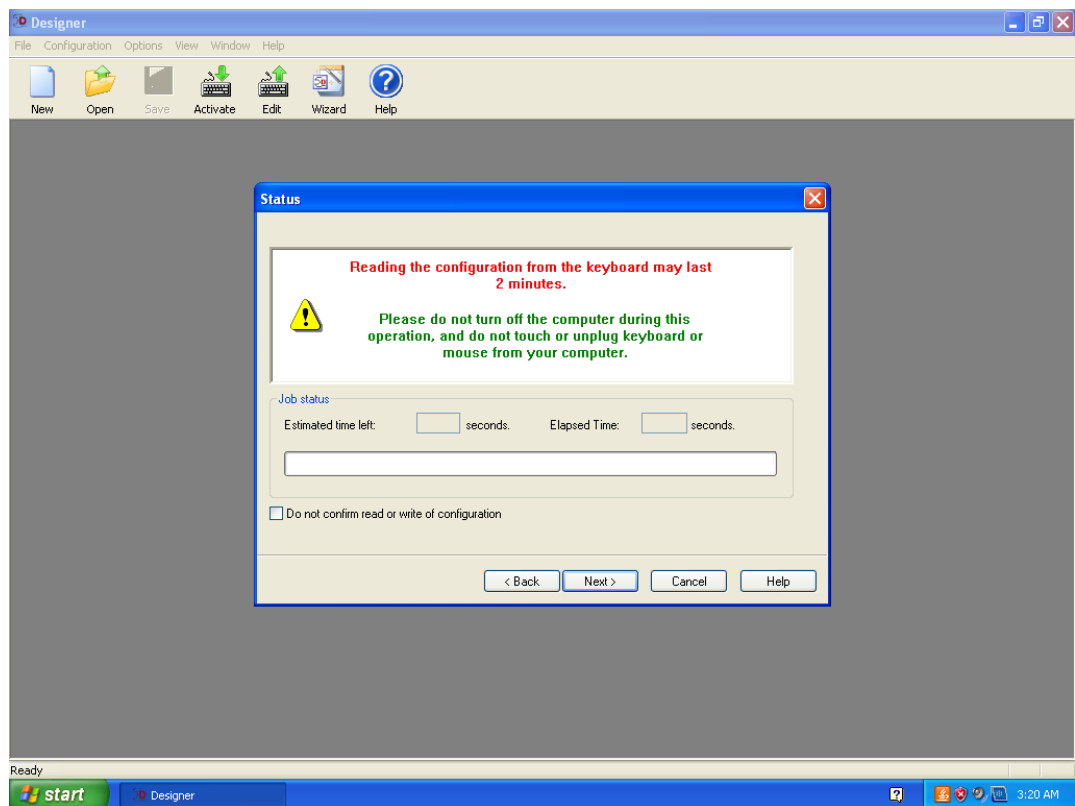 Designer
File Configuration Options View Window Help
New Open Save Activate Edit Wizard Help
Status
Reading the configuration from the keyboard may last
2 minutes.
Please do not turn off the computer during this
operation, and do not touch or unplug keyboard or
mouse from your computer.
Job status
Estimated time left: seconds. Elapsed Time: seconds.
Do not confirm read or write of configuration
< Back Next > Cancel Help
Ready
start Designer 3:20 AM